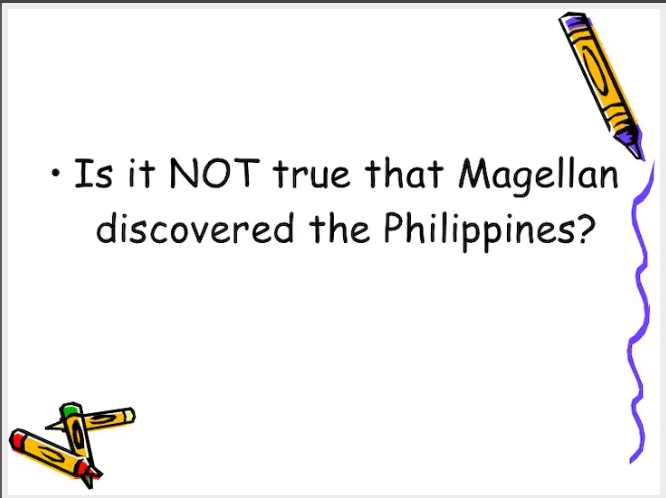 • Is it NOT true that Magellan
discovered the Philippines?